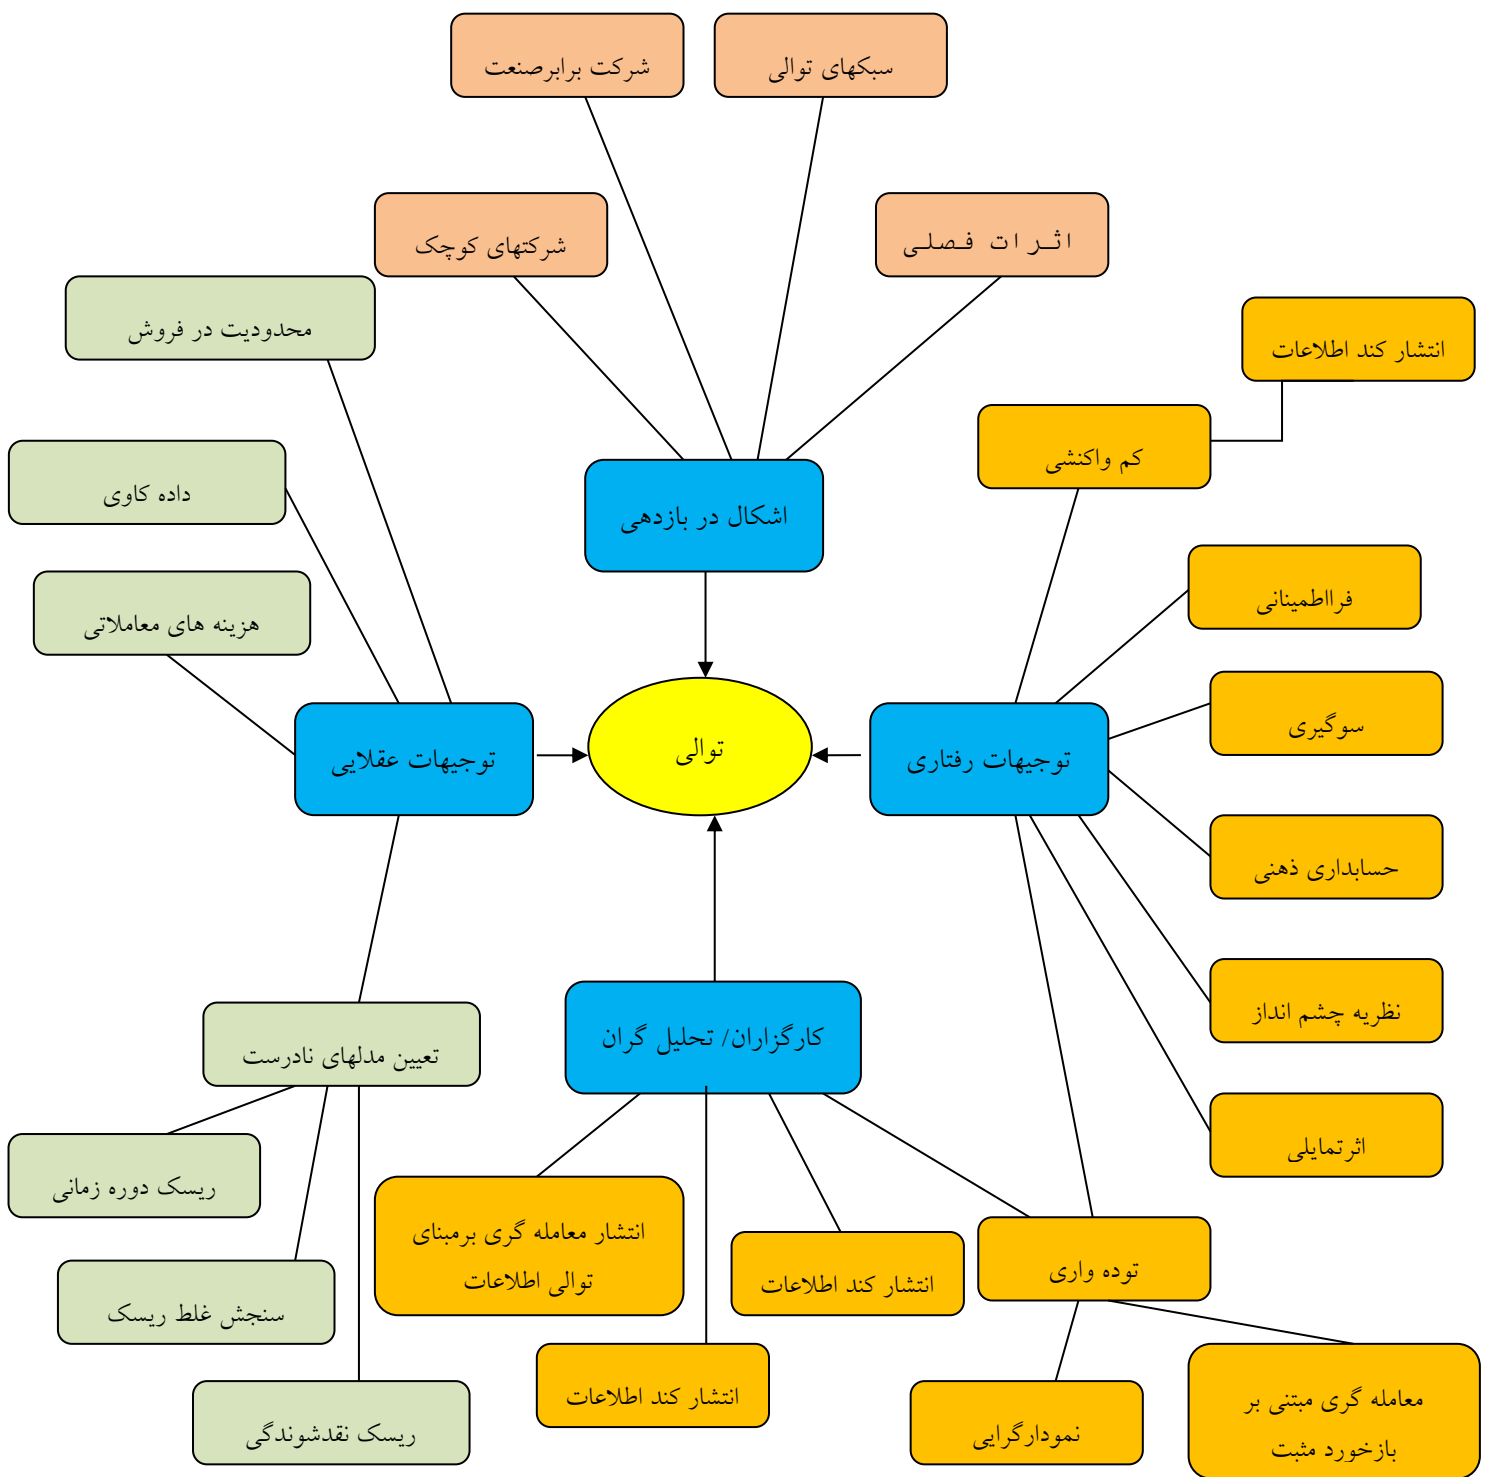 سبکهای توالی
شرکت برابرصنعت
اثرات فصلی
شرکتهای کوچک
محدودیت در فروش
انتشار کند اطلاعات
کم واکنشی
داده کاوی
اشکال در بازدهی
فرااطمینانی
هزینه های معاملاتی
سوگیری
توجیهات رفتاری
توالی
توجیهات عقلایی
حسابداری ذهنی
نظریه چشم انداز
کارگزاران/ تحلیل گران
تعیین مدلهای نادرست
اثرتمایلی
ریسک دوره زمانی
انتشار معامله گری برمبنای
توالی اطلاعات
انتشار کند اطلاعات
توده واری
سنجش غلط ریسک
انتشار کند اطلاعات
معامله گری مبتنی بر
بازخورد مثبت
نمودارگرایی
ریسک نقدشوندگی